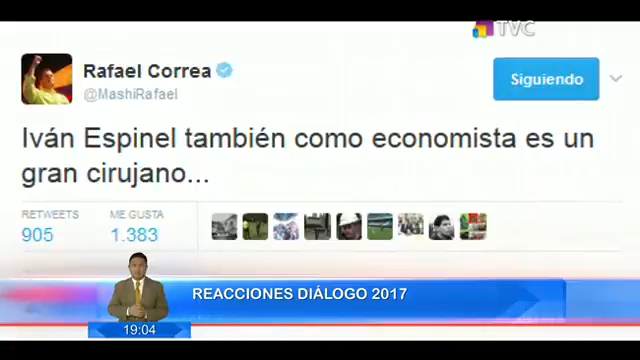 TVC
Rafael Correa
@MashiRafael
Siguiendo
Iván Espinel también como economista es un
gran cirujano...
RETWEETS
ME GUSTA
905
1.383
REACCIONES DIÁLOGO 2017
19:04